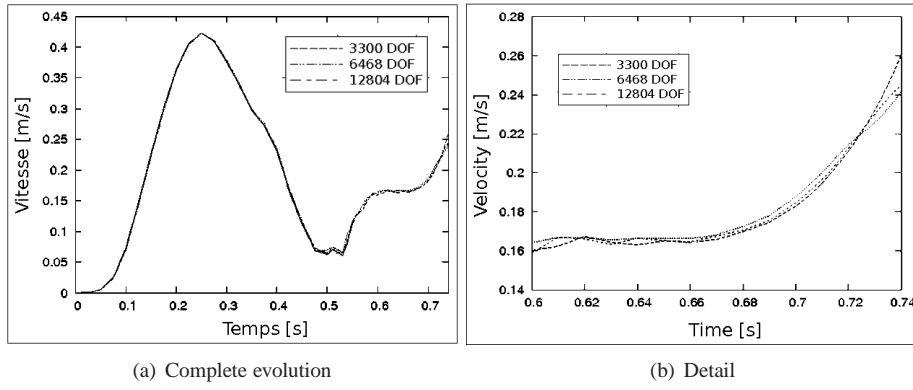 0.45
0.4
0.35
0.3
0.25
0.2
0.15
0.1
0.05
0
Vitesse [m/s]
3300 DOF
6468 DOF
12804 DOF
0 0.1 0.2 0.3 0.4 0.5 0.6 0.7
Temps [s]
(a) Complete evolution
0.28
0.26
0.24
0.22
0.2
0.18
0.16
0.14
Velocity [m/s]
3300 DOF
6468 DOF
12804 DOF
0.6 0.62 0.64 0.66 0.68 0.7 0.72 0.74
Time [s]
(b) Detail